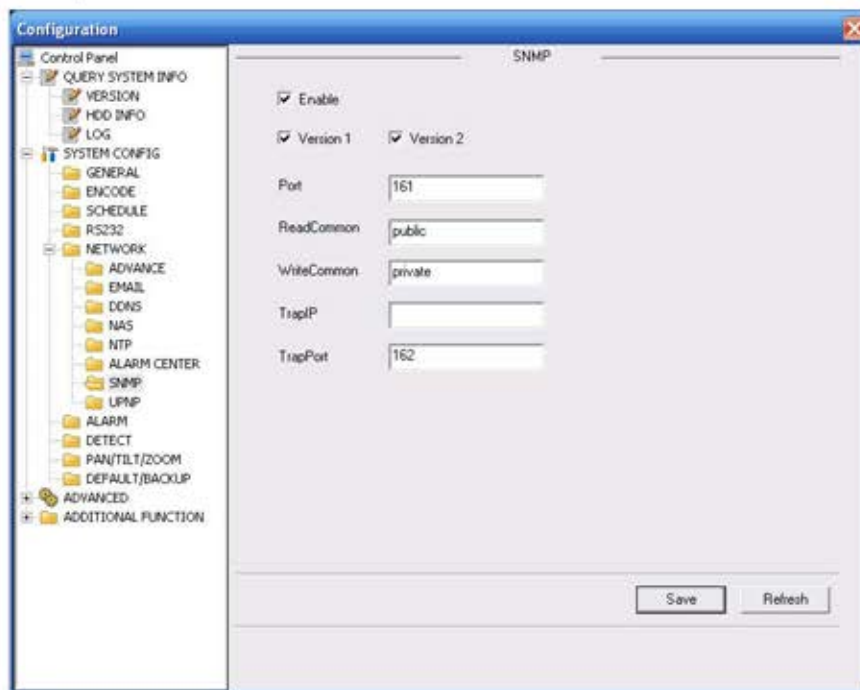 Configuration
Control Panel
QUERY SYSTEM INFO
VERSION
HDD INFO
LOG
SYSTEM CONFIG
GENERAL
ENCODE
SCHEDULE
RS232
NETWORK
ADVANCE
EMAIL
DDNS
NAS
NTP
ALARM CENTER
SNMP
UPNP
ALARM
DETECT
PAN/TILT/ZOOM
DEFAULT/BACKUP
ADVANCED
ADDITIONAL FUNCTION
SNMP
Enable
Version 1 Version 2
Port 161
ReadCommon public
WriteCommon private
TrapIP
TrapPort 162
Save Refresh